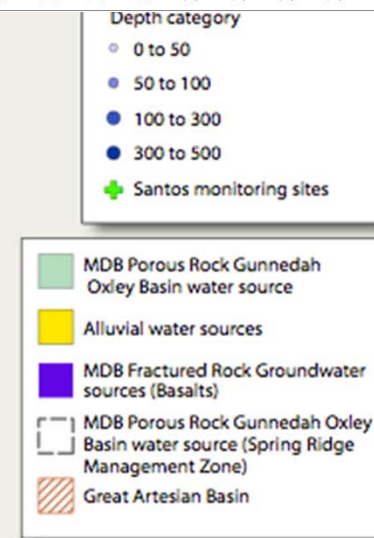 Depth category
0 to 50
50 to 100
100 to 300
300 to 500
Santos monitoring sites
MDB Porous Rock Gunnedah
Oxley Basin water source
Alluvial water sources
MDB Fractured Rock Groundwater
sources (Basalts)
MDB Porous Rock Gunnedah Oxley
Basin water source (Spring Ridge
Management Zone)
Great Artesian Basin